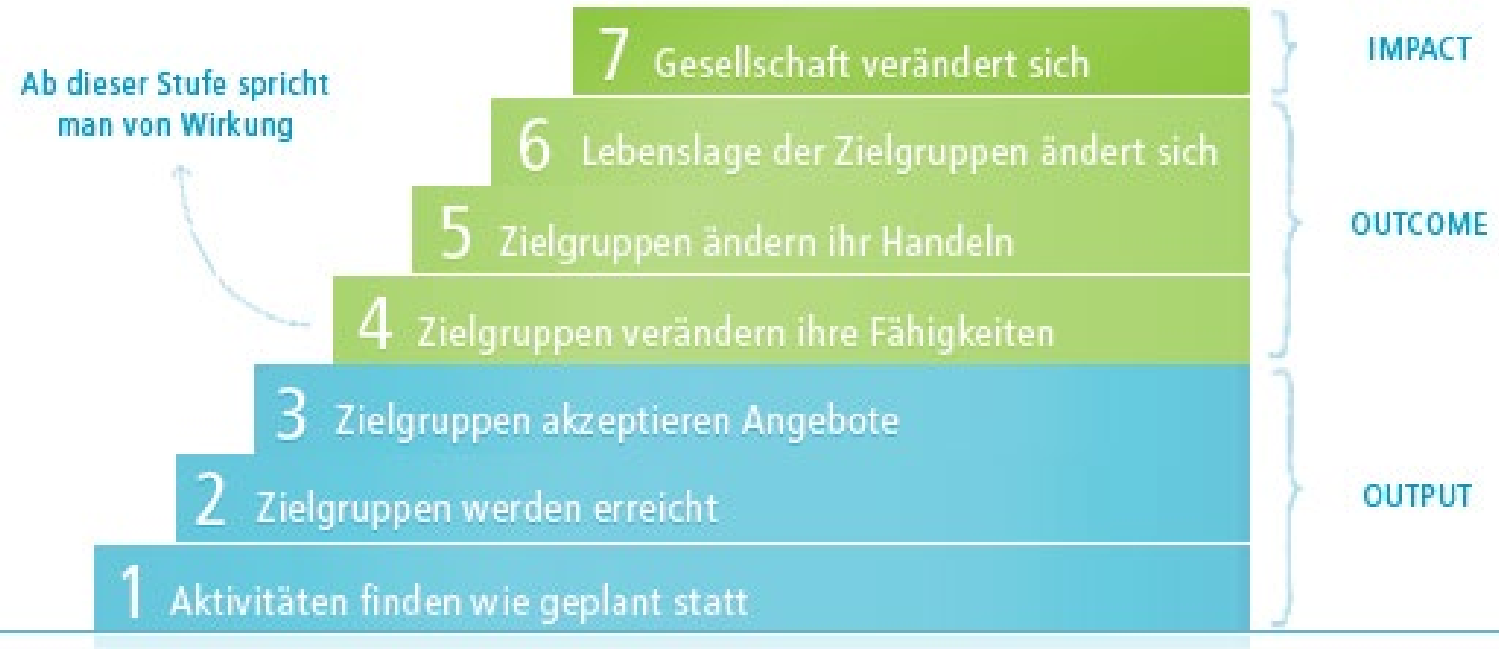 7 Gesellschaft verändert sich
IMPACT
Ab dieser Stufe spricht
man von Wirkung
6 Lebenslage der Zielgruppen ändert sich
5 Zielgruppen ändern ihr Handeln
OUTCOME
4 Zielgruppen verändern ihre Fähigkeiten
3 Zielgruppen akzeptieren Angebote
2 Zielgruppen werden erreicht
OUTPUT
1 Aktivitäten finden wie geplant statt